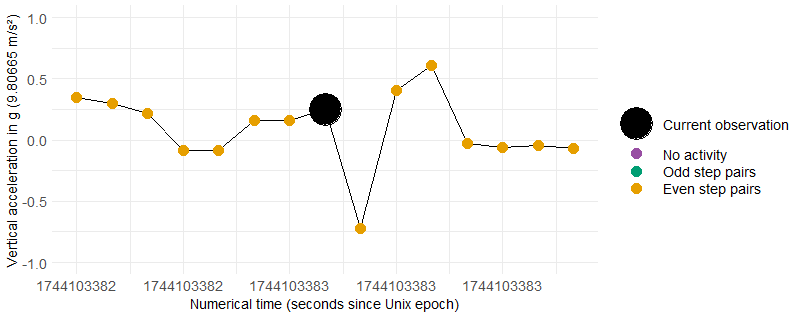 Vertical acceleration in g (9.80665 m/s²)
1.0
0.5
0.0
-0.5
-1.0
1744103382 1744103382 1744103383 1744103383 1744103383
Numerical time (seconds since Unix epoch)
Current observation
No activity
Odd step pairs
Even step pairs